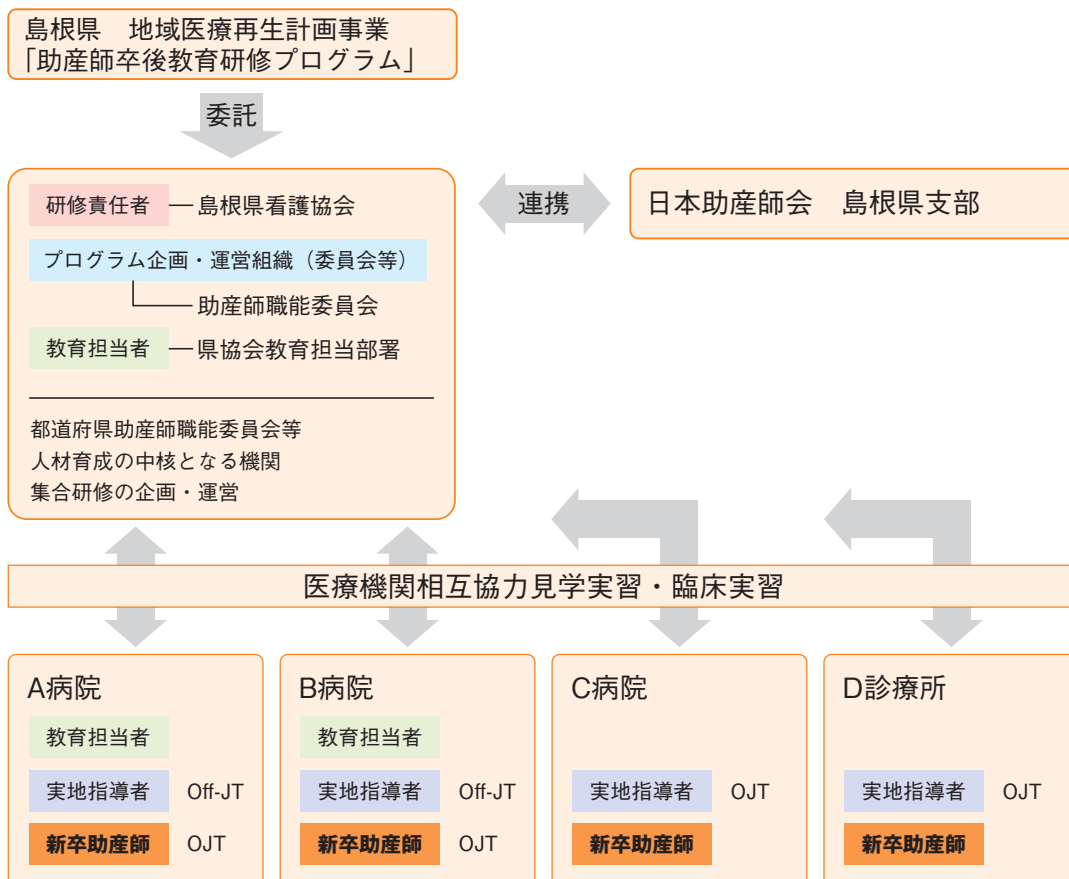 島根県　地域医療再生計画事業
「助産師卒後教育研修プログラム」
委託
研修責任者 島根県看護協会
プログラム企画・運営組織（委員会等）
助産師職能委員会
教育担当者 県協会教育担当部署
都道府県助産師職能委員会等
人材育成の中核となる機関
集合研修の企画・運営
連携
日本助産師会　島根県支部
医療機関相互協力見学実習・臨床実習
A病院
教育担当者
実地指導者 Off-JT
新卒助産師 OJT
B病院
教育担当者
実地指導者 Off-JT
新卒助産師 OJT
C病院
実地指導者 OJT
新卒助産師
D診療所
実地指導者 OJT
新卒助産師